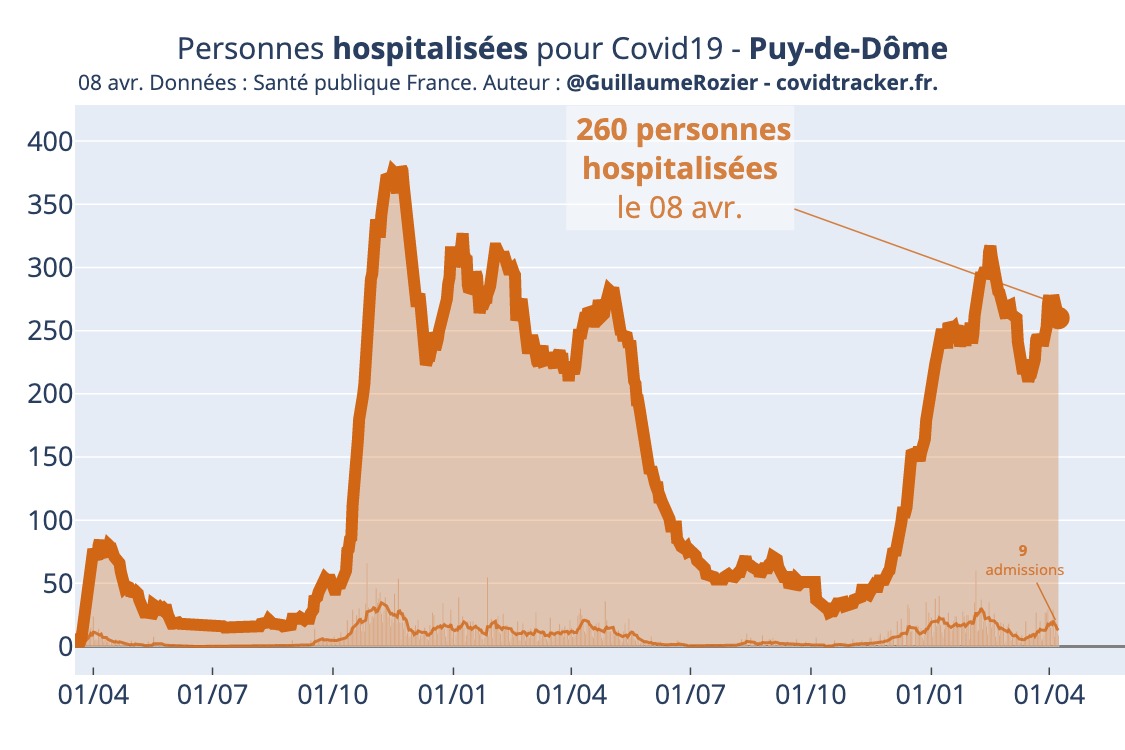 Personnes hospitalisées pour Covid19 - Puy-de-Dôme
08 avr. Données : Santé publique France. Auteur : @GuillaumeRozier - covidtracker.fr.
260 personnes
hospitalisées
le 08 avr.
400
350
300
250
200
150
100
50
0
9
admissions
01/04 01/07 01/10 01/01 01/04 01/07 01/10 01/01 01/04